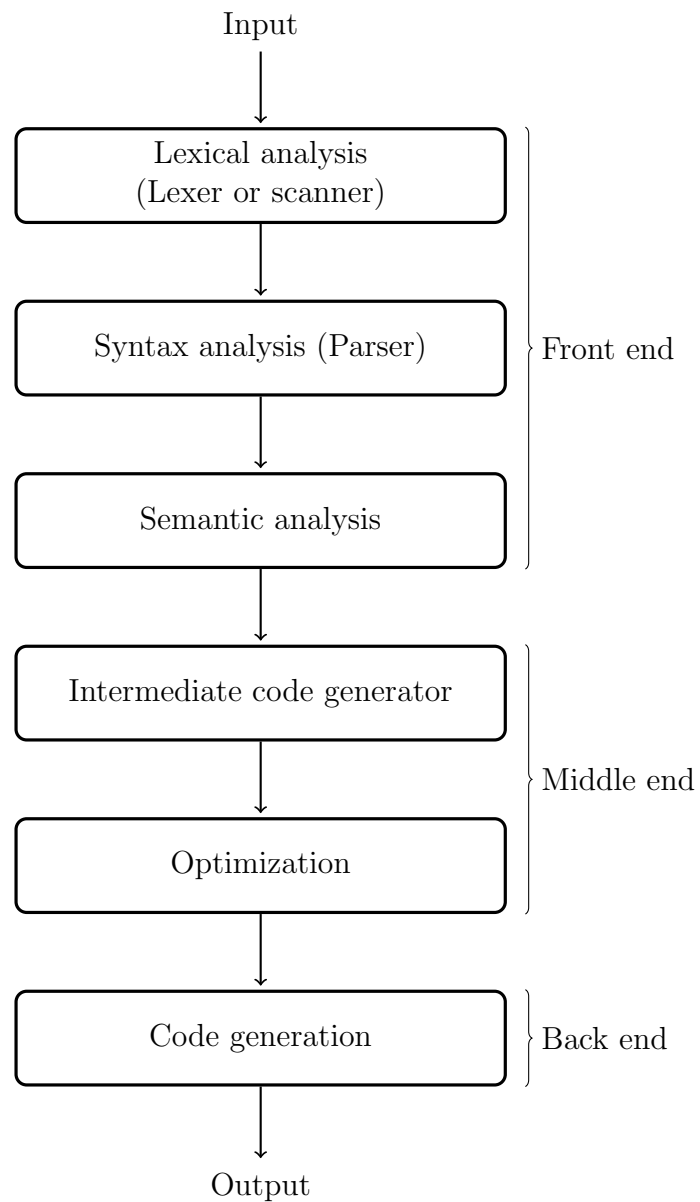 Input
Lexical analysis
(Lexer or scanner)
Syntax analysis (Parser)
Front end
Semantic analysis
Intermediate code generator
Middle end
Optimization
Code generation
Back end
Output